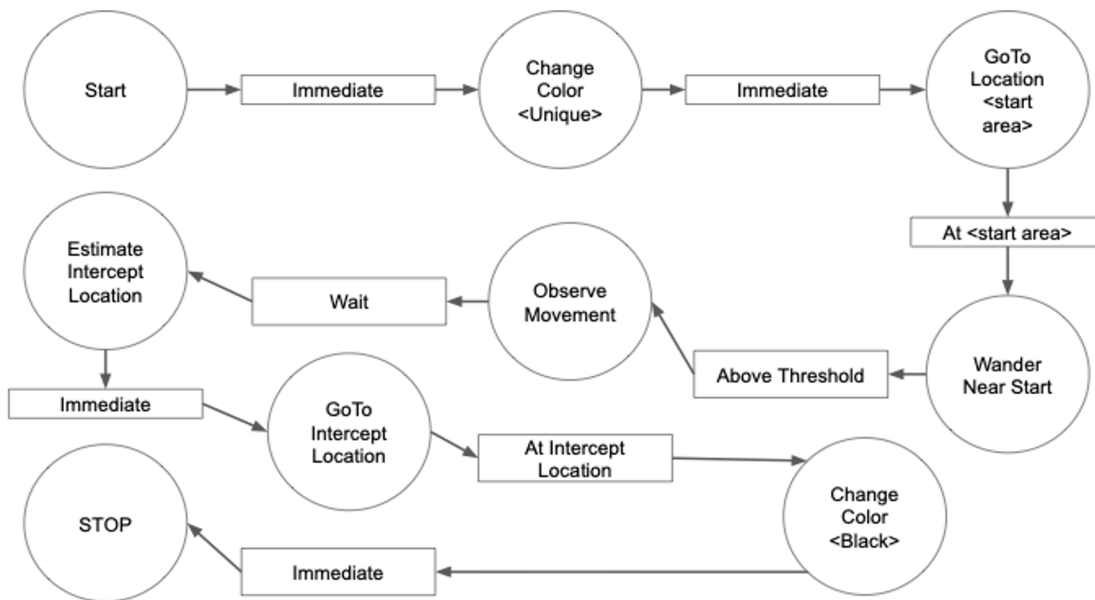 Start
Immediate
Change
Color
<Unique>
Immediate
GoTo
Location
<start
area>
At <start area>
Wander
Near Start
Above Threshold
Observe
Movement
Wait
Estimate
Intercept
Location
Immediate
GoTo
Intercept
Location
At Intercept
Location
Change
Color
<Black>
Immediate
STOP